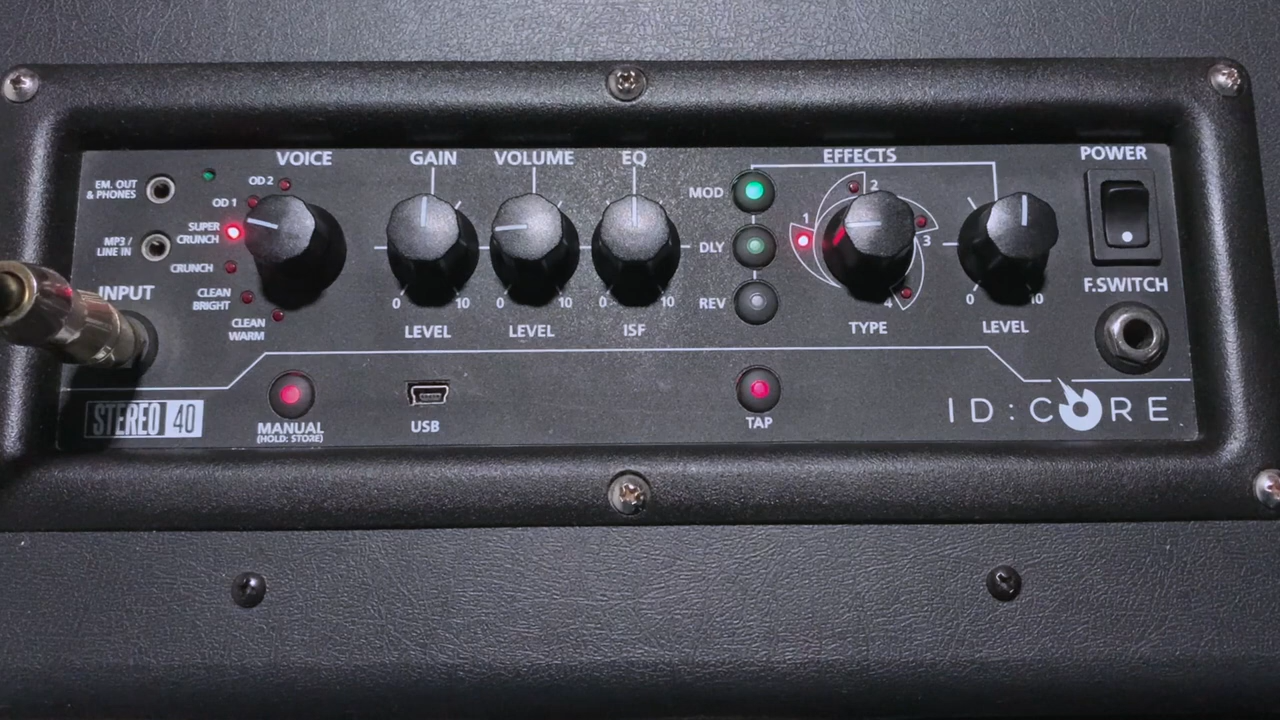 VOICE
GAIN
VOLUME
EQ
EFFECTS
POWER
EM. OUT
& PHONES
OD 2
OD 1
SUPER
CRUNCH
MP3 /
LINE IN
CRUNCH
INPUT
CLEAN
BRIGHT
CLEAN
WARM
0 10
LEVEL
0 10
LEVEL
0 10
ISF
MOD
DLY
REV
1
2
3
4
TYPE
0 10
LEVEL
F.SWITCH
STEREO 40
MANUAL
(HOLD: STORE)
USB
TAP
ID:CORE